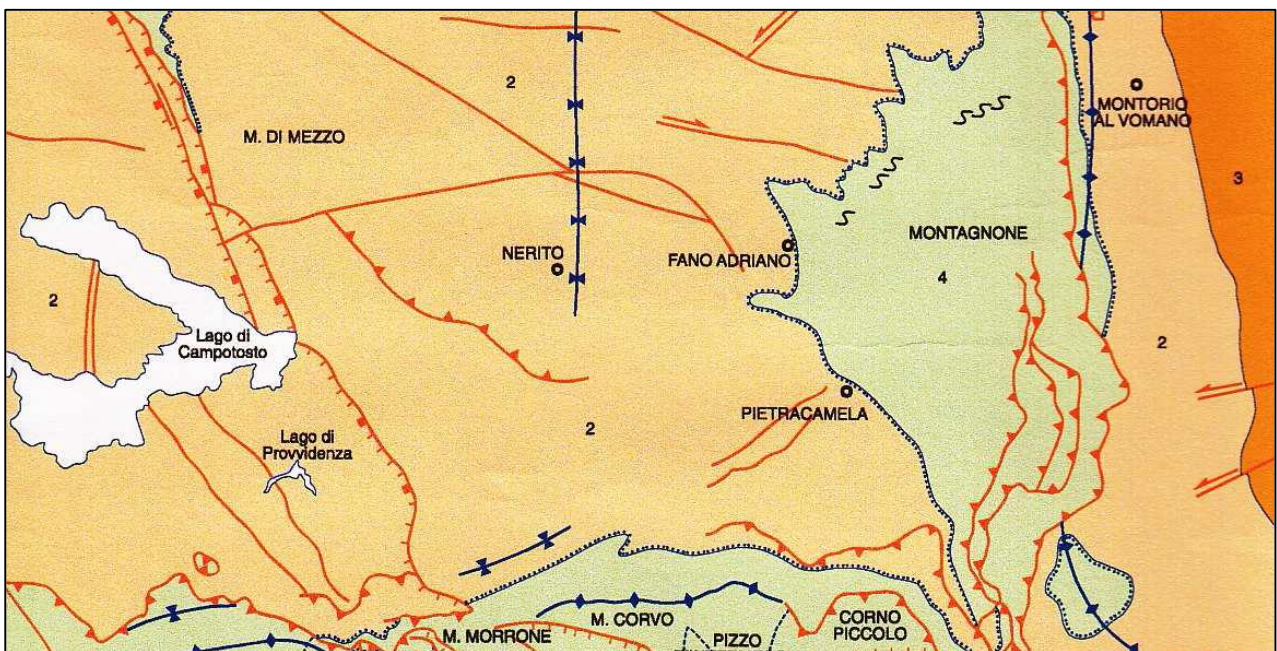 2
MONTORIO
AL VOMANO
M. DI MEZZO
3
NERITO
FANO ADRIANO
MONTAGNONE
4
2
Lago di
Campotosto
2
PIETRACAMELA
2
Lago di
Provvidenza
M. MORRONE
M. CORVO
PIZZO
CORNO
PICCOLO